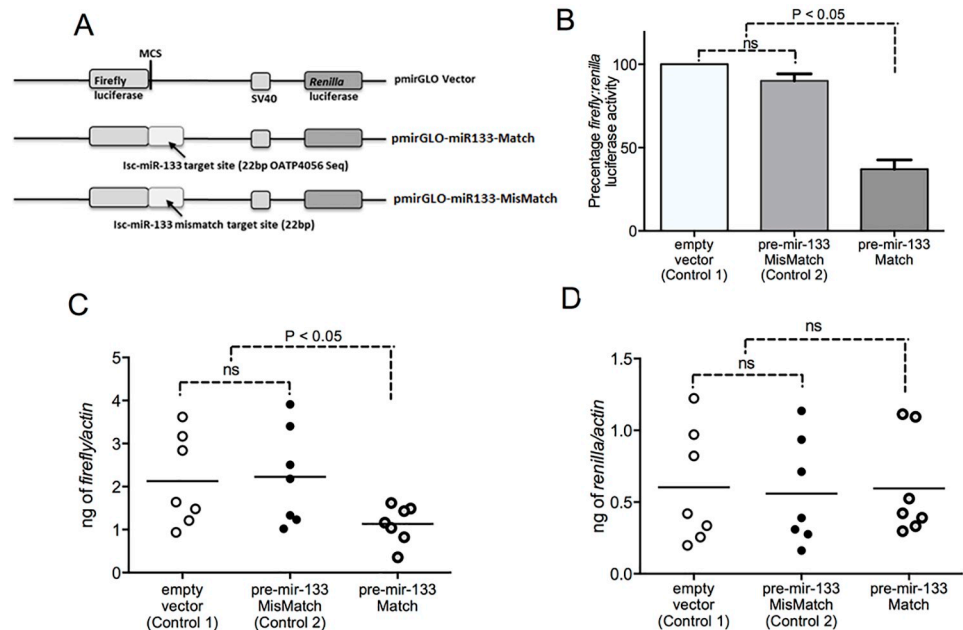 A
MCS
Firefly
luciferase
SV40
Renilla
luciferase
pmirGLO Vector
pmirGLO-miR133-Match
Isc-miR-133 target site (22bp OATP4056 Seq)
pmirGLO-miR133-MisMatch
Isc-miR-133 mismatch target site (22bp)
B
P < 0.05
ns
Precentage firefly:renilla
luciferase activity
100
50
0
empty
vector
(Control 1)
pre-mir-133
MisMatch
(Control 2)
pre-mir-133
Match
C
P < 0.05
ns
ng of firefly/actin
5
4
3
2
1
0
empty
vector
(Control 1)
pre-mir-133
MisMatch
(Control 2)
pre-mir-133
Match
D
ns
ns
ng of renilla/actin
1.5
1.0
0.5
0.0
empty
vector
(Control 1)
pre-mir-133
MisMatch
(Control 2)
pre-mir-133
Match